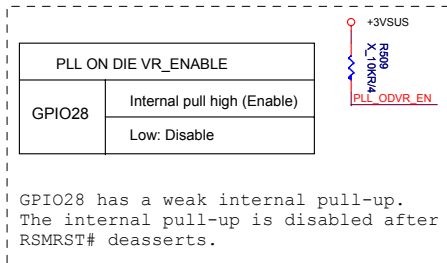 PLL ON DIE VR_ENABLE
GPIO28
Internal pull high (Enable)
Low: Disable
+3VSUS
R509
X_10KR/4
PLL_ODVR_EN
GPIO28 has a weak internal pull-up.
The internal pull-up is disabled after
RSMRST# deasserts.